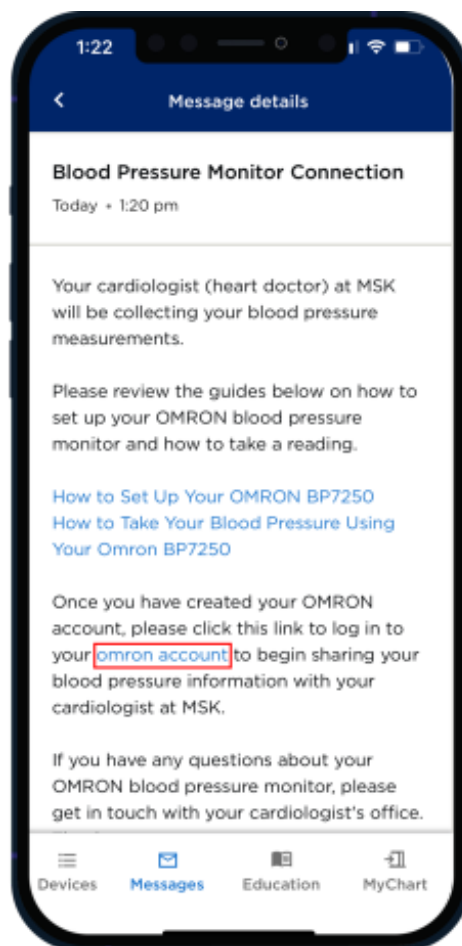 1:22
Message details
Blood Pressure Monitor Connection
Today • 1:20 pm
Your cardiologist (heart doctor) at MSK
will be collecting your blood pressure
measurements.
Please review the guides below on how to
set up your OMRON blood pressure
monitor and how to take a reading.
How to Set Up Your OMRON BP7250
How to Take Your Blood Pressure Using
Your Omron BP7250
Once you have created your OMRON
account, please click this link to log in to
your omron account to begin sharing your
blood pressure information with your
cardiologist at MSK.
If you have any questions about your
OMRON blood pressure monitor, please
get in touch with your cardiologist's office.
Devices Messages Education MyChart